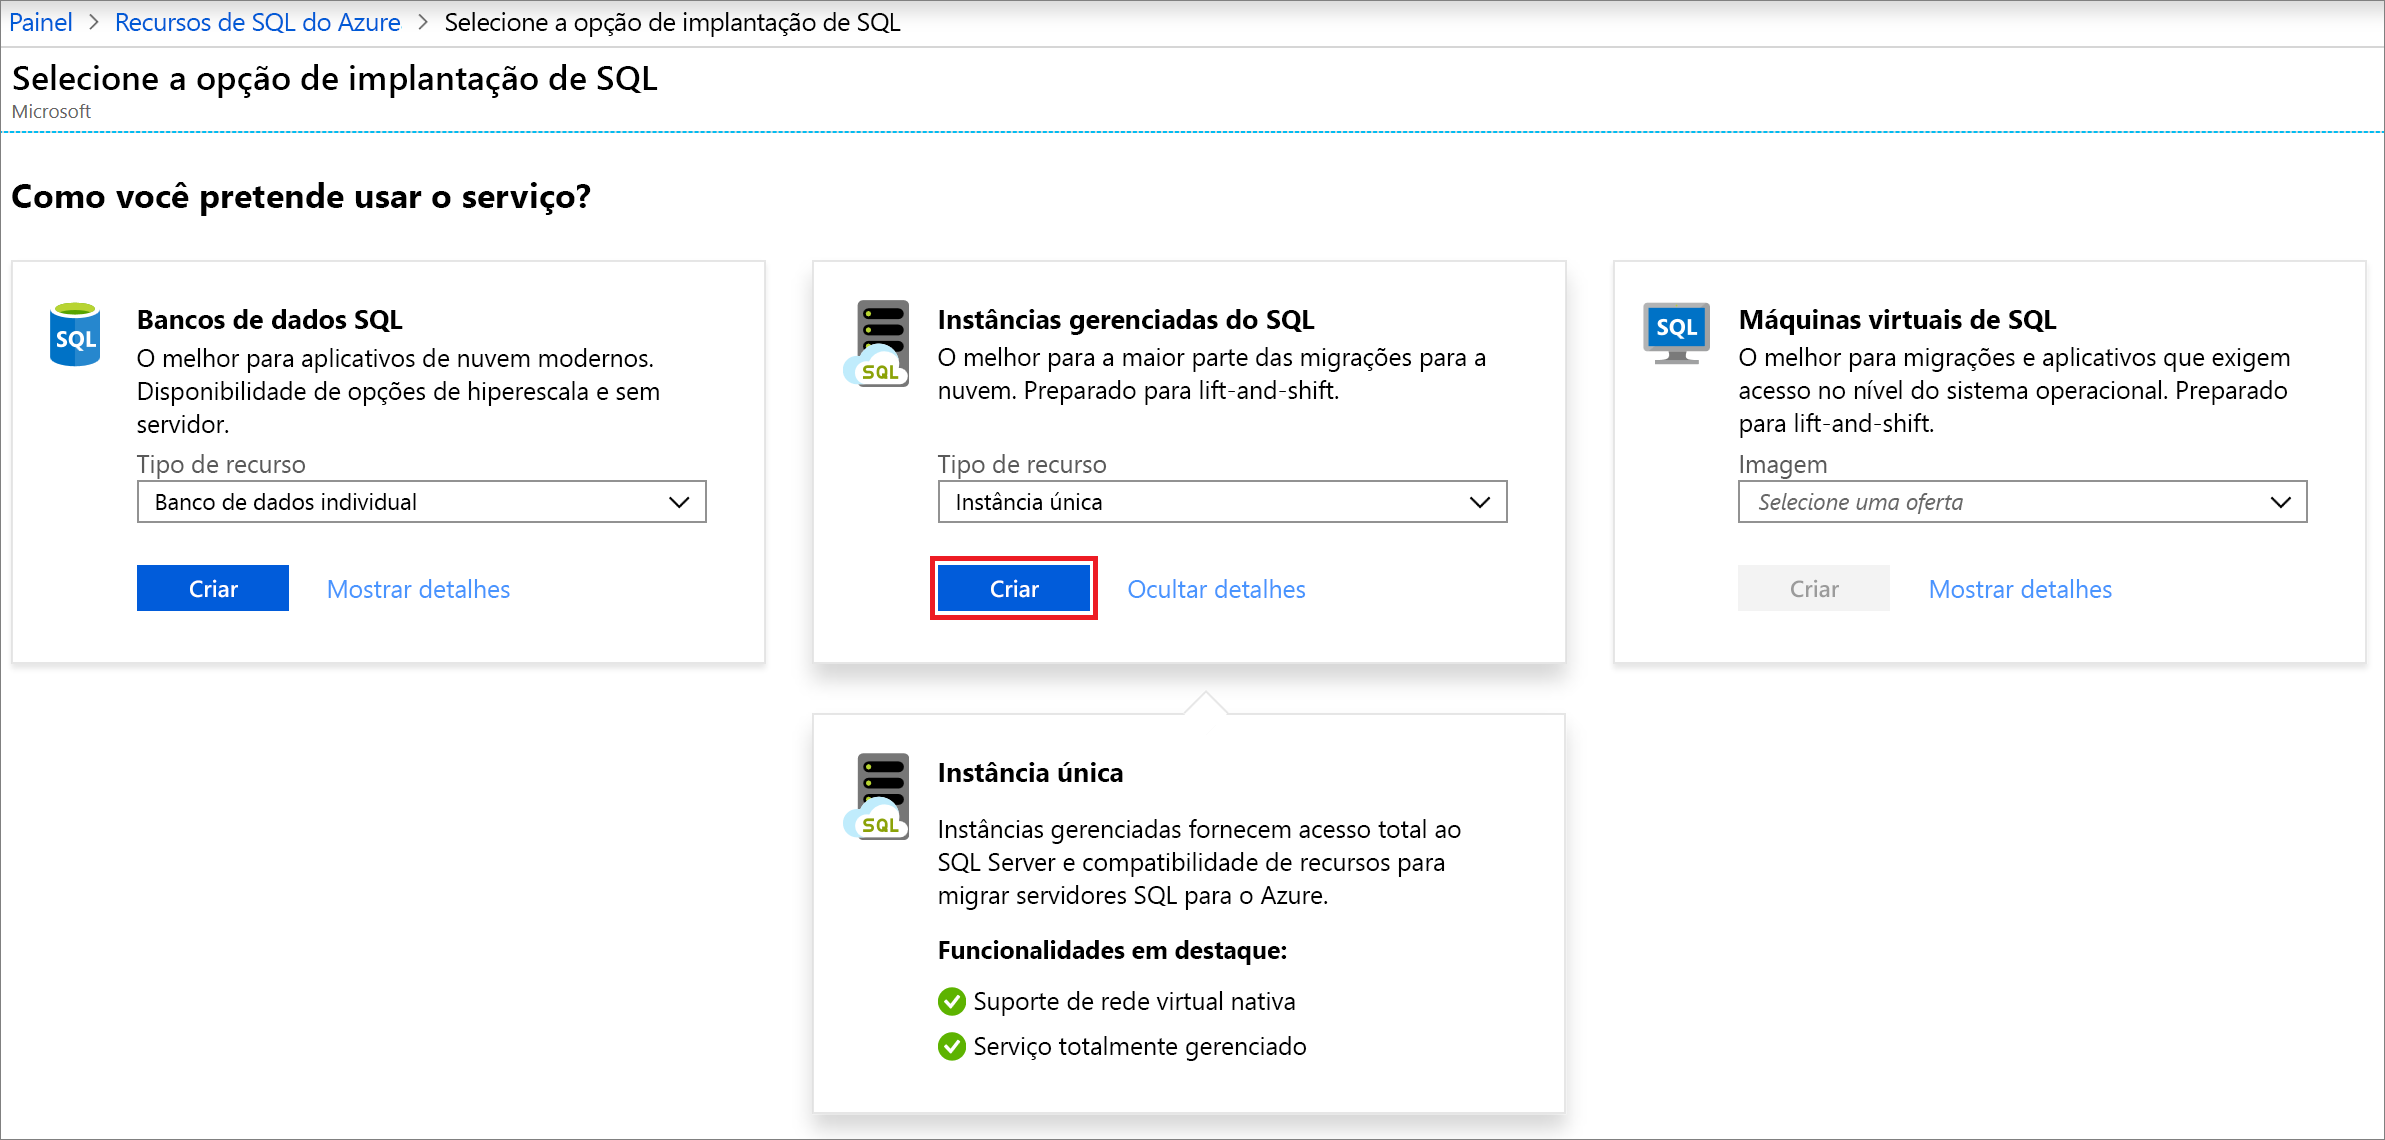 Painel > Recursos de SQL do Azure > Selecione a opção de implantação de SQL
Selecione a opção de implantação de SQL
Microsoft
Como você pretende usar o serviço?
SQL
Bancos de dados SQL
O melhor para aplicativos de nuvem modernos.
Disponibilidade de opções de hiperescala e sem
servidor.
Tipo de recurso
Banco de dados individual
Criar
Mostrar detalhes
SQL
Instâncias gerenciadas do SQL
O melhor para a maior parte das migrações para a
nuvem. Preparado para lift-and-shift.
Tipo de recurso
Instância única
Criar
Ocultar detalhes
SQL
Máquinas virtuais de SQL
O melhor para migrações e aplicativos que exigem
acesso no nível do sistema operacional. Preparado
para lift-and-shift.
Imagem
Selecione uma oferta
Criar
Mostrar detalhes
SQL
Instância única
Instâncias gerenciadas fornecem acesso total ao
SQL Server e compatibilidade de recursos para
migrar servidores SQL para o Azure.
Funcionalidades em destaque:
Suporte de rede virtual nativa
Serviço totalmente gerenciado